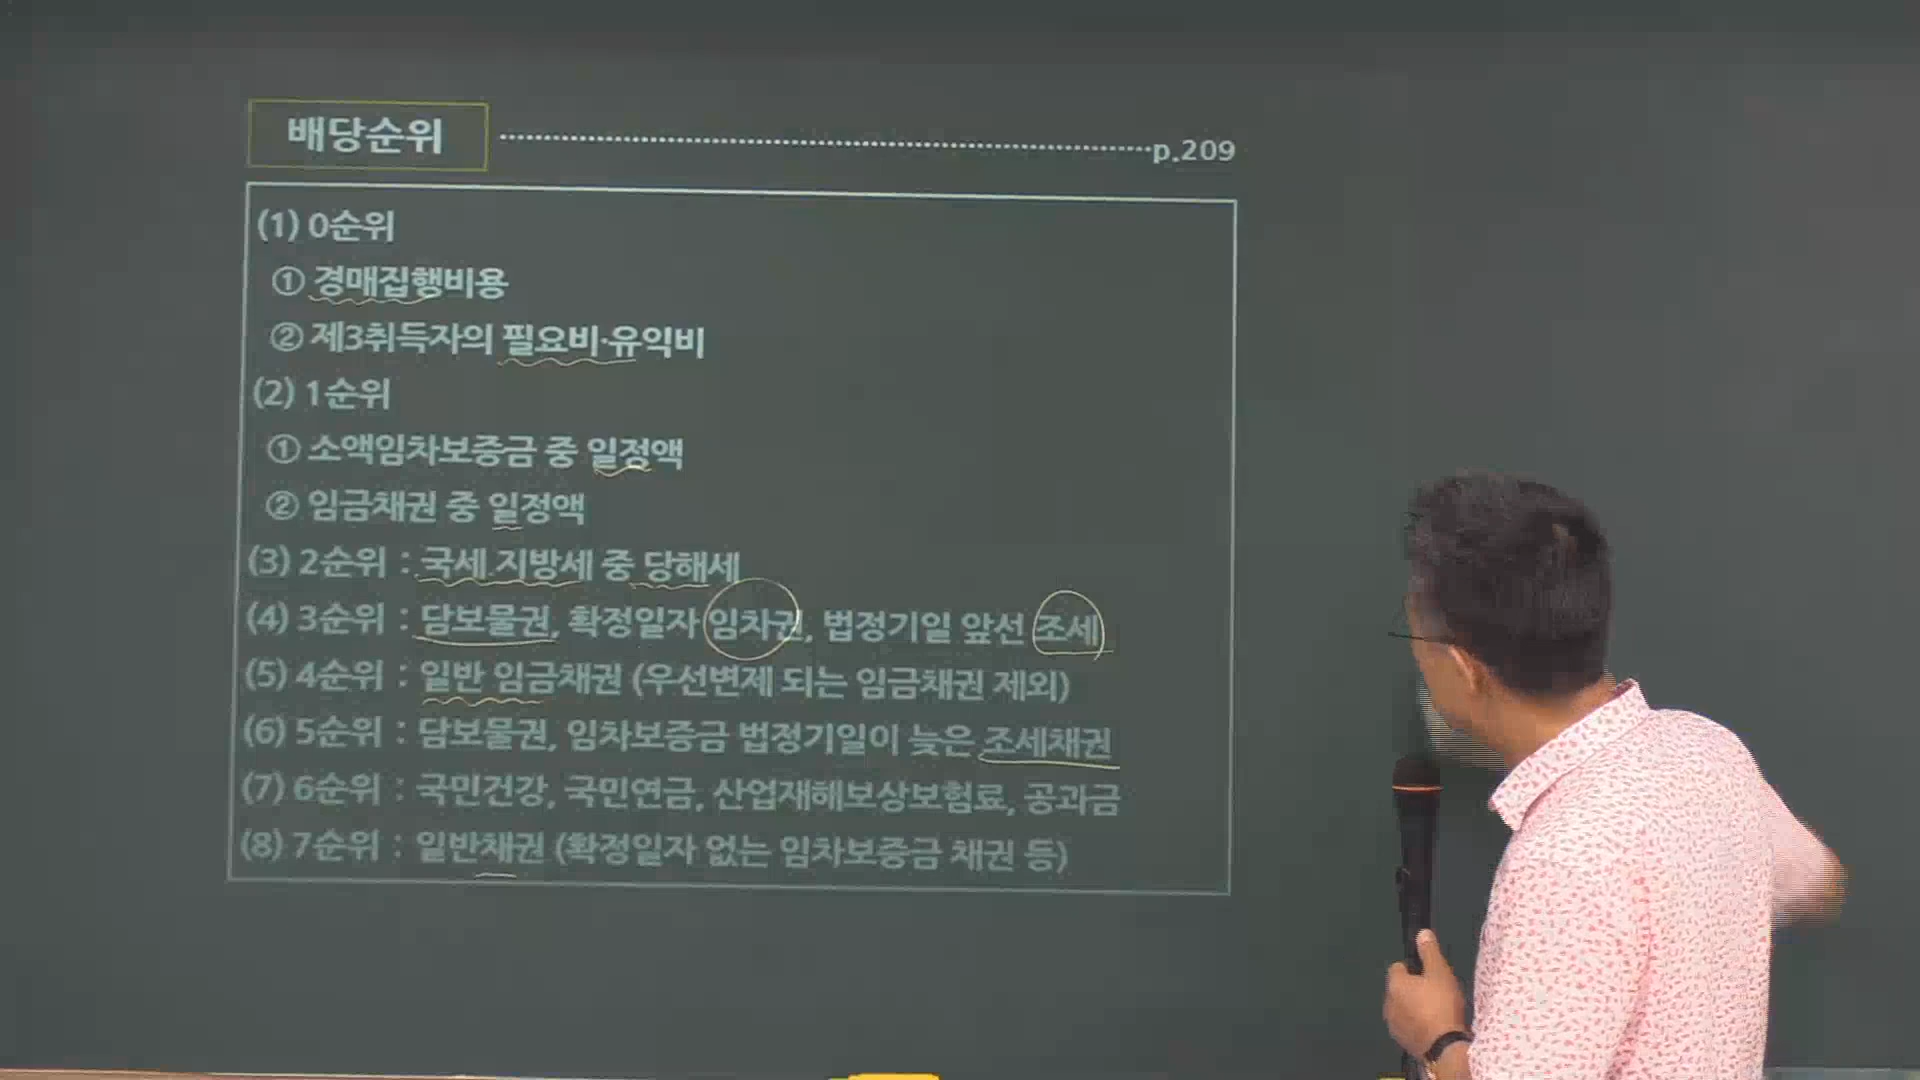 배당순위 p.209
(1) 0순위
① 경매집행비용
② 제3취득자의 필요비·유익비
(2) 1순위
① 소액임차보증금 중 일정액
② 임금채권 중 일정액
(3) 2순위 : 국세.지방세 중 당해세
(4) 3순위 : 담보물권, 확정일자 임차권, 법정기일 앞선 조세
(5) 4순위 : 일반 임금채권 (우선변제 되는 임금채권 제외)
(6) 5순위 : 담보물권, 임차보증금 법정기일이 늦은 조세채권
(7) 6순위 : 국민건강, 국민연금, 산업재해보상보험료, 공과금
(8) 7순위 : 일반채권 (확정일자 없는 임차보증금 채권 등)